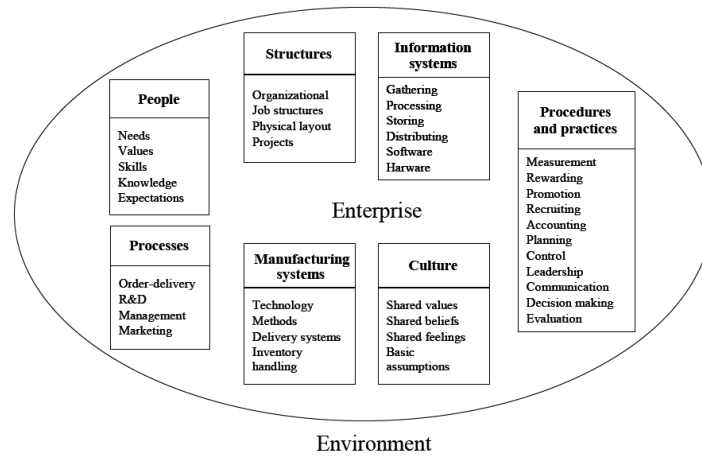 Structures
Organizational
Job structures
Physical layout
Projects
Information
systems
Gathering
Processing
Storing
Distributing
Software
Harware
People
Needs
Values
Skills
Knowledge
Expectations
Procedures
and practices
Measurement
Rewarding
Promotion
Recruiting
Accounting
Planning
Control
Leadership
Communication
Decision making
Evaluation
Enterprise
Processes
Order-delivery
R&D
Management
Marketing
Manufacturing
systems
Technology
Methods
Delivery systems
Inventory
handling
Culture
Shared values
Shared beliefs
Shared feelings
Basic
assumptions
Environment